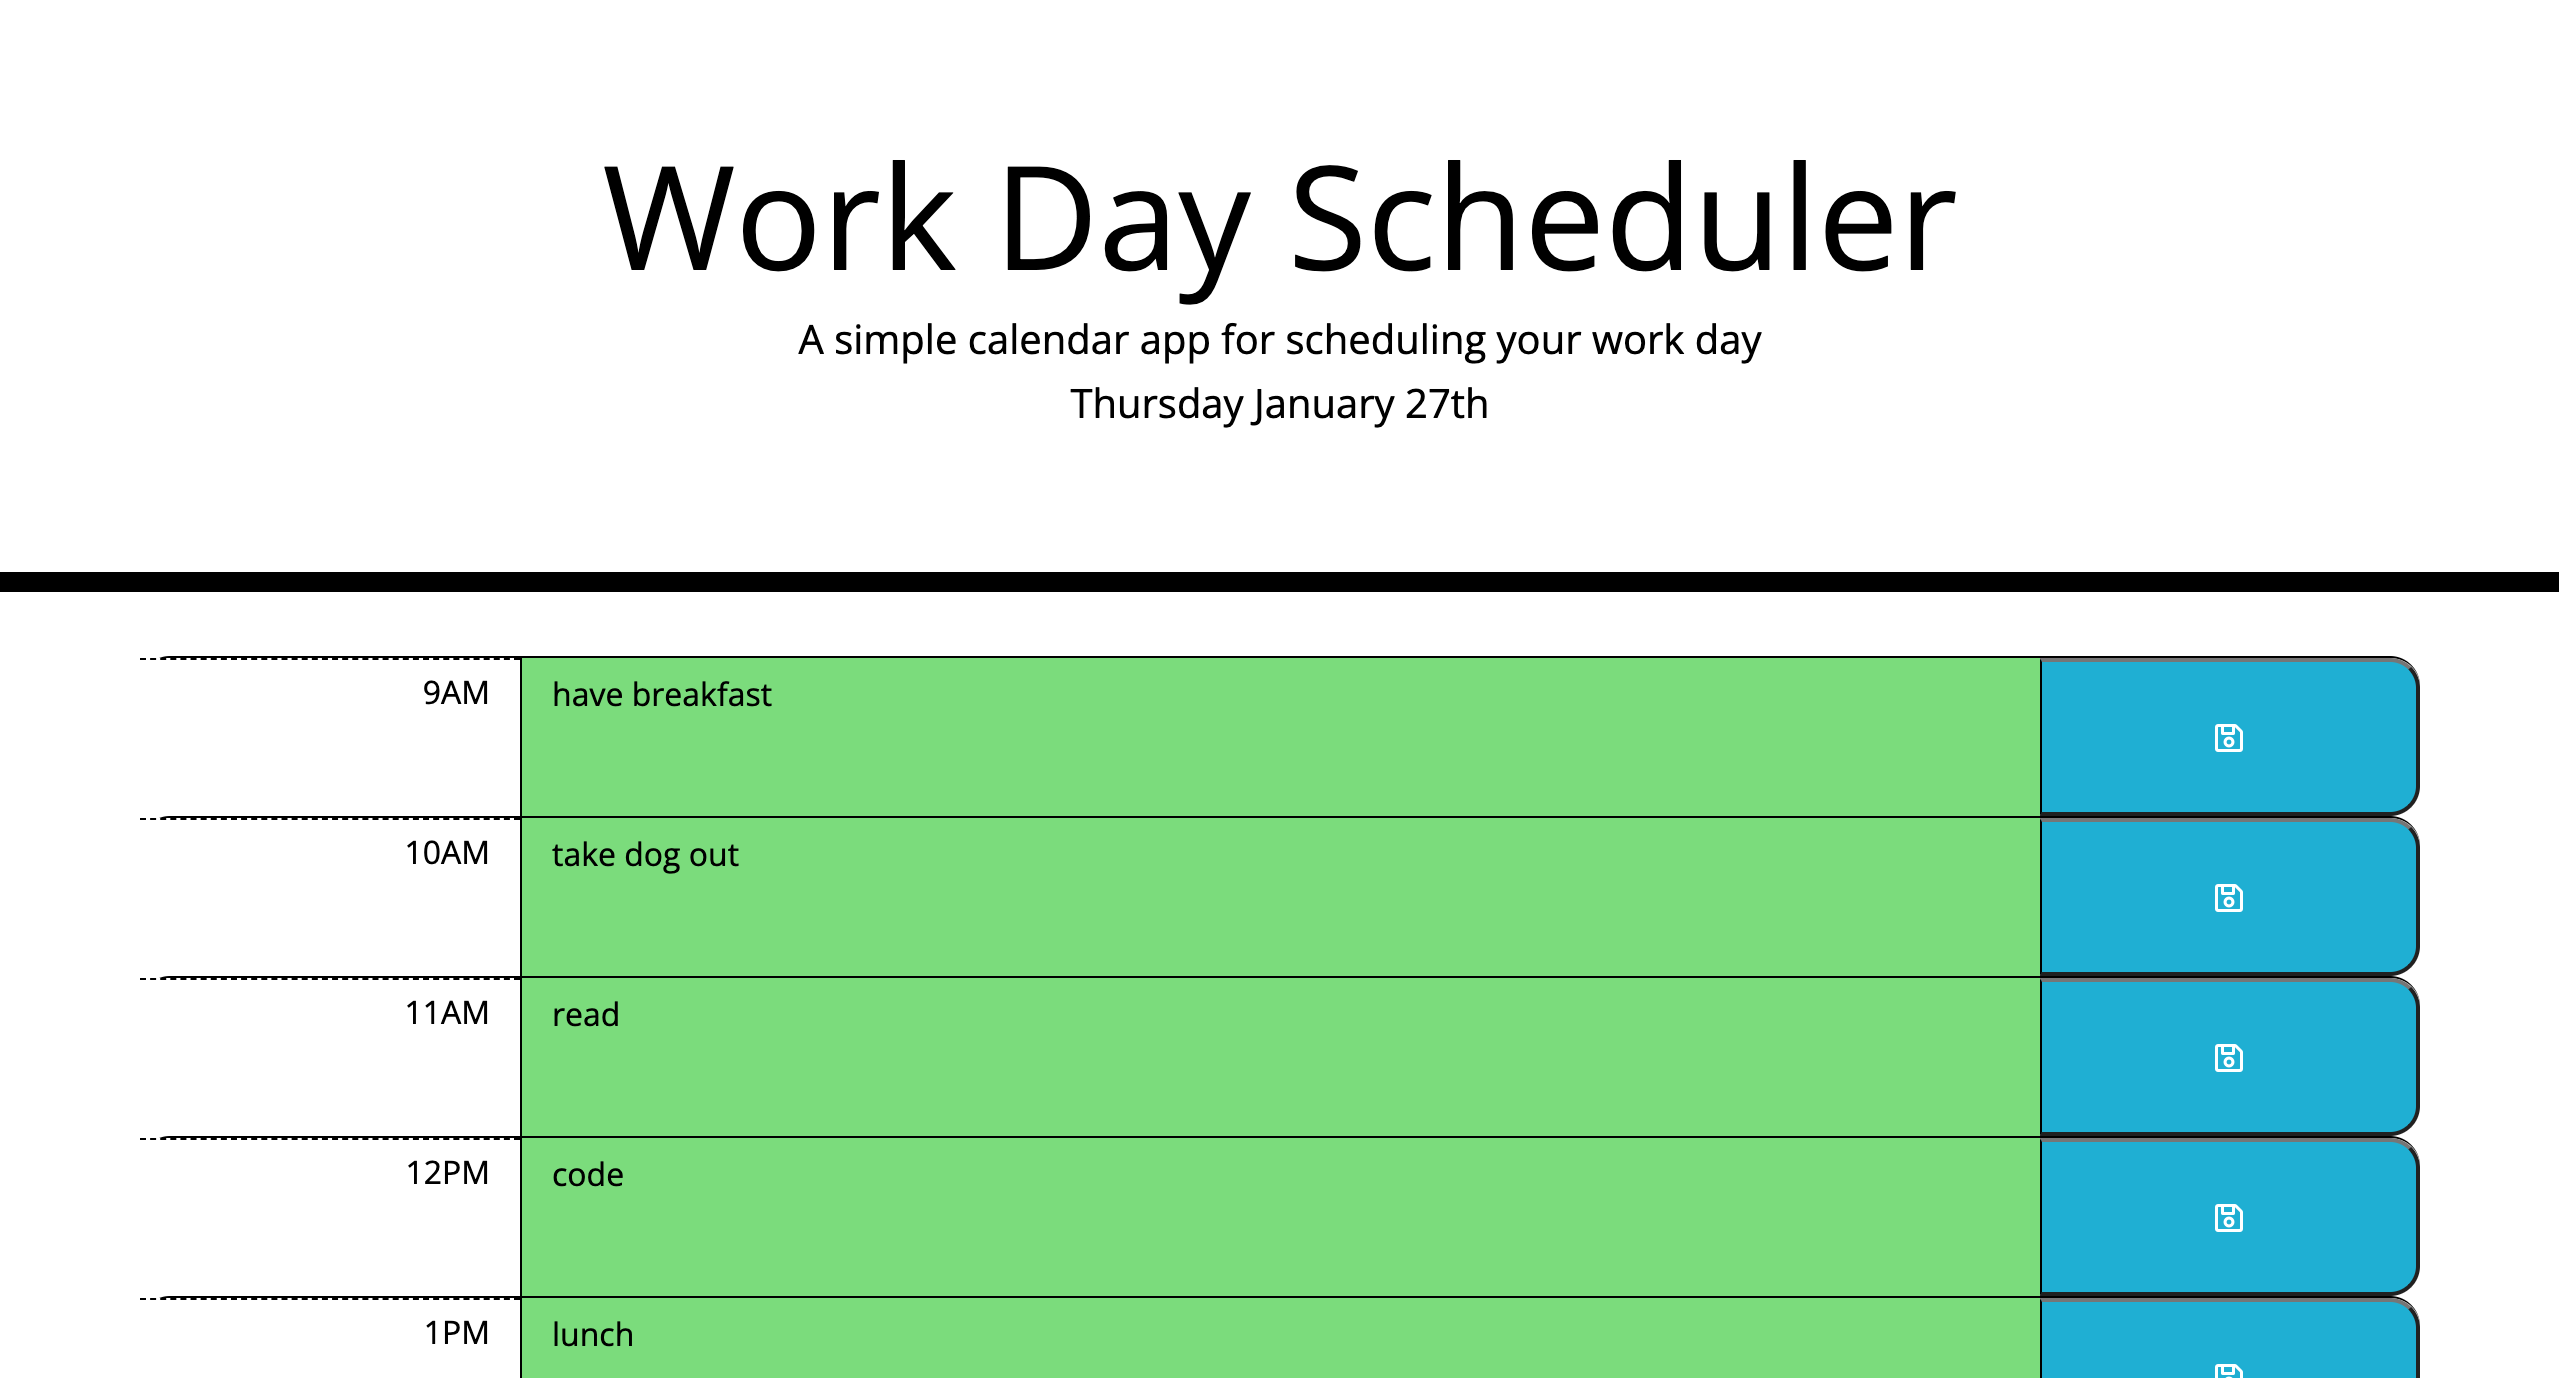 Work Day Scheduler
A simple calendar app for scheduling your work day
Thursday January 27th
9AM have breakfast
10AM take dog out
11AM read
12PM code
1PM lunch